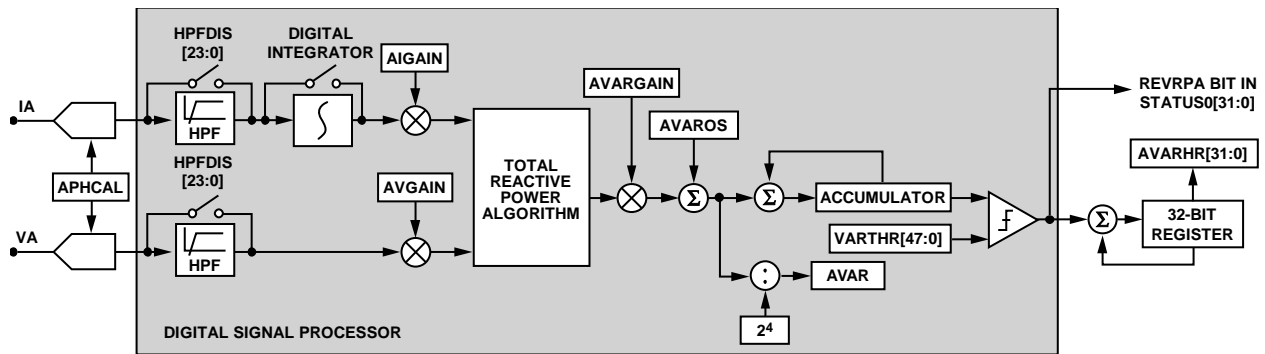 HPFDIS
[23:0]
DIGITAL
INTEGRATOR
AIGAIN
IA
HPF
AVARGAIN
AVAROS
REVRPA BIT IN
STATUS0[31:0]
AVARHR[31:0]
APHCAL
HPFDIS
[23:0]
AVGAIN
TOTAL
REACTIVE
POWER
ALGORITHM
Σ
Σ
ACCUMULATOR
VARTHR[47:0]
Σ
32-BIT
REGISTER
VA
HPF
:
AVAR
2⁴
DIGITAL SIGNAL PROCESSOR